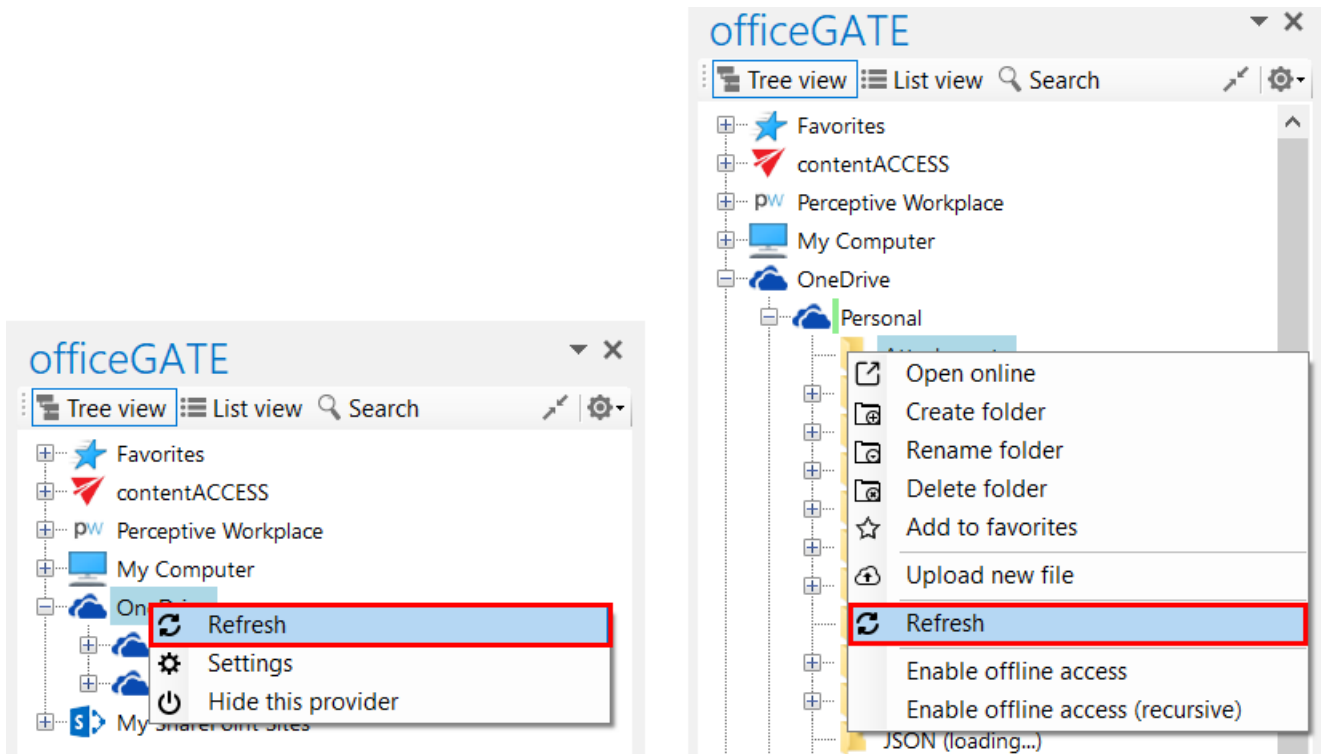 officeGATE
Tree view List view Search
Favorites
contentACCESS
pw Perceptive Workplace
My Computer
Refresh
Settings
Hide this provider
officeGATE
Tree view List view Search
Favorites
contentACCESS
pw Perceptive Workplace
My Computer
OneDrive
Personal
Open online
Create folder
Rename folder
Delete folder
Add to favorites
Upload new file
Refresh
Enable offline access
Enable offline access (recursive)
JSON (loading...)